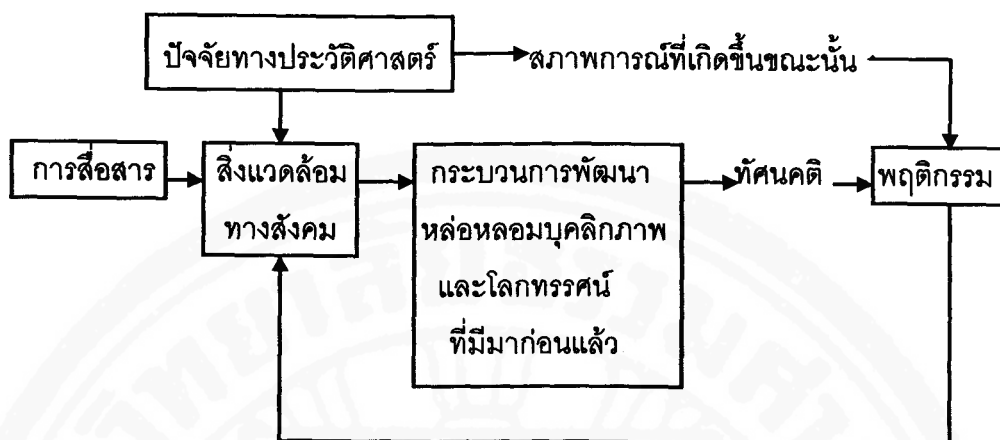 ปัจจัยทางประวัติศาสตร์
สภาพการณ์ที่เกิดขึ้นขณะนั้น
การสื่อสาร
สิ่งแวดล้อม
ทางสังคม
กระบวนการพัฒนา
หล่อหลอมบุคลิกภาพ
และโลกทรรศน์
ที่มีมาก่อนแล้ว
ทัศนคติ
พฤติกรรม